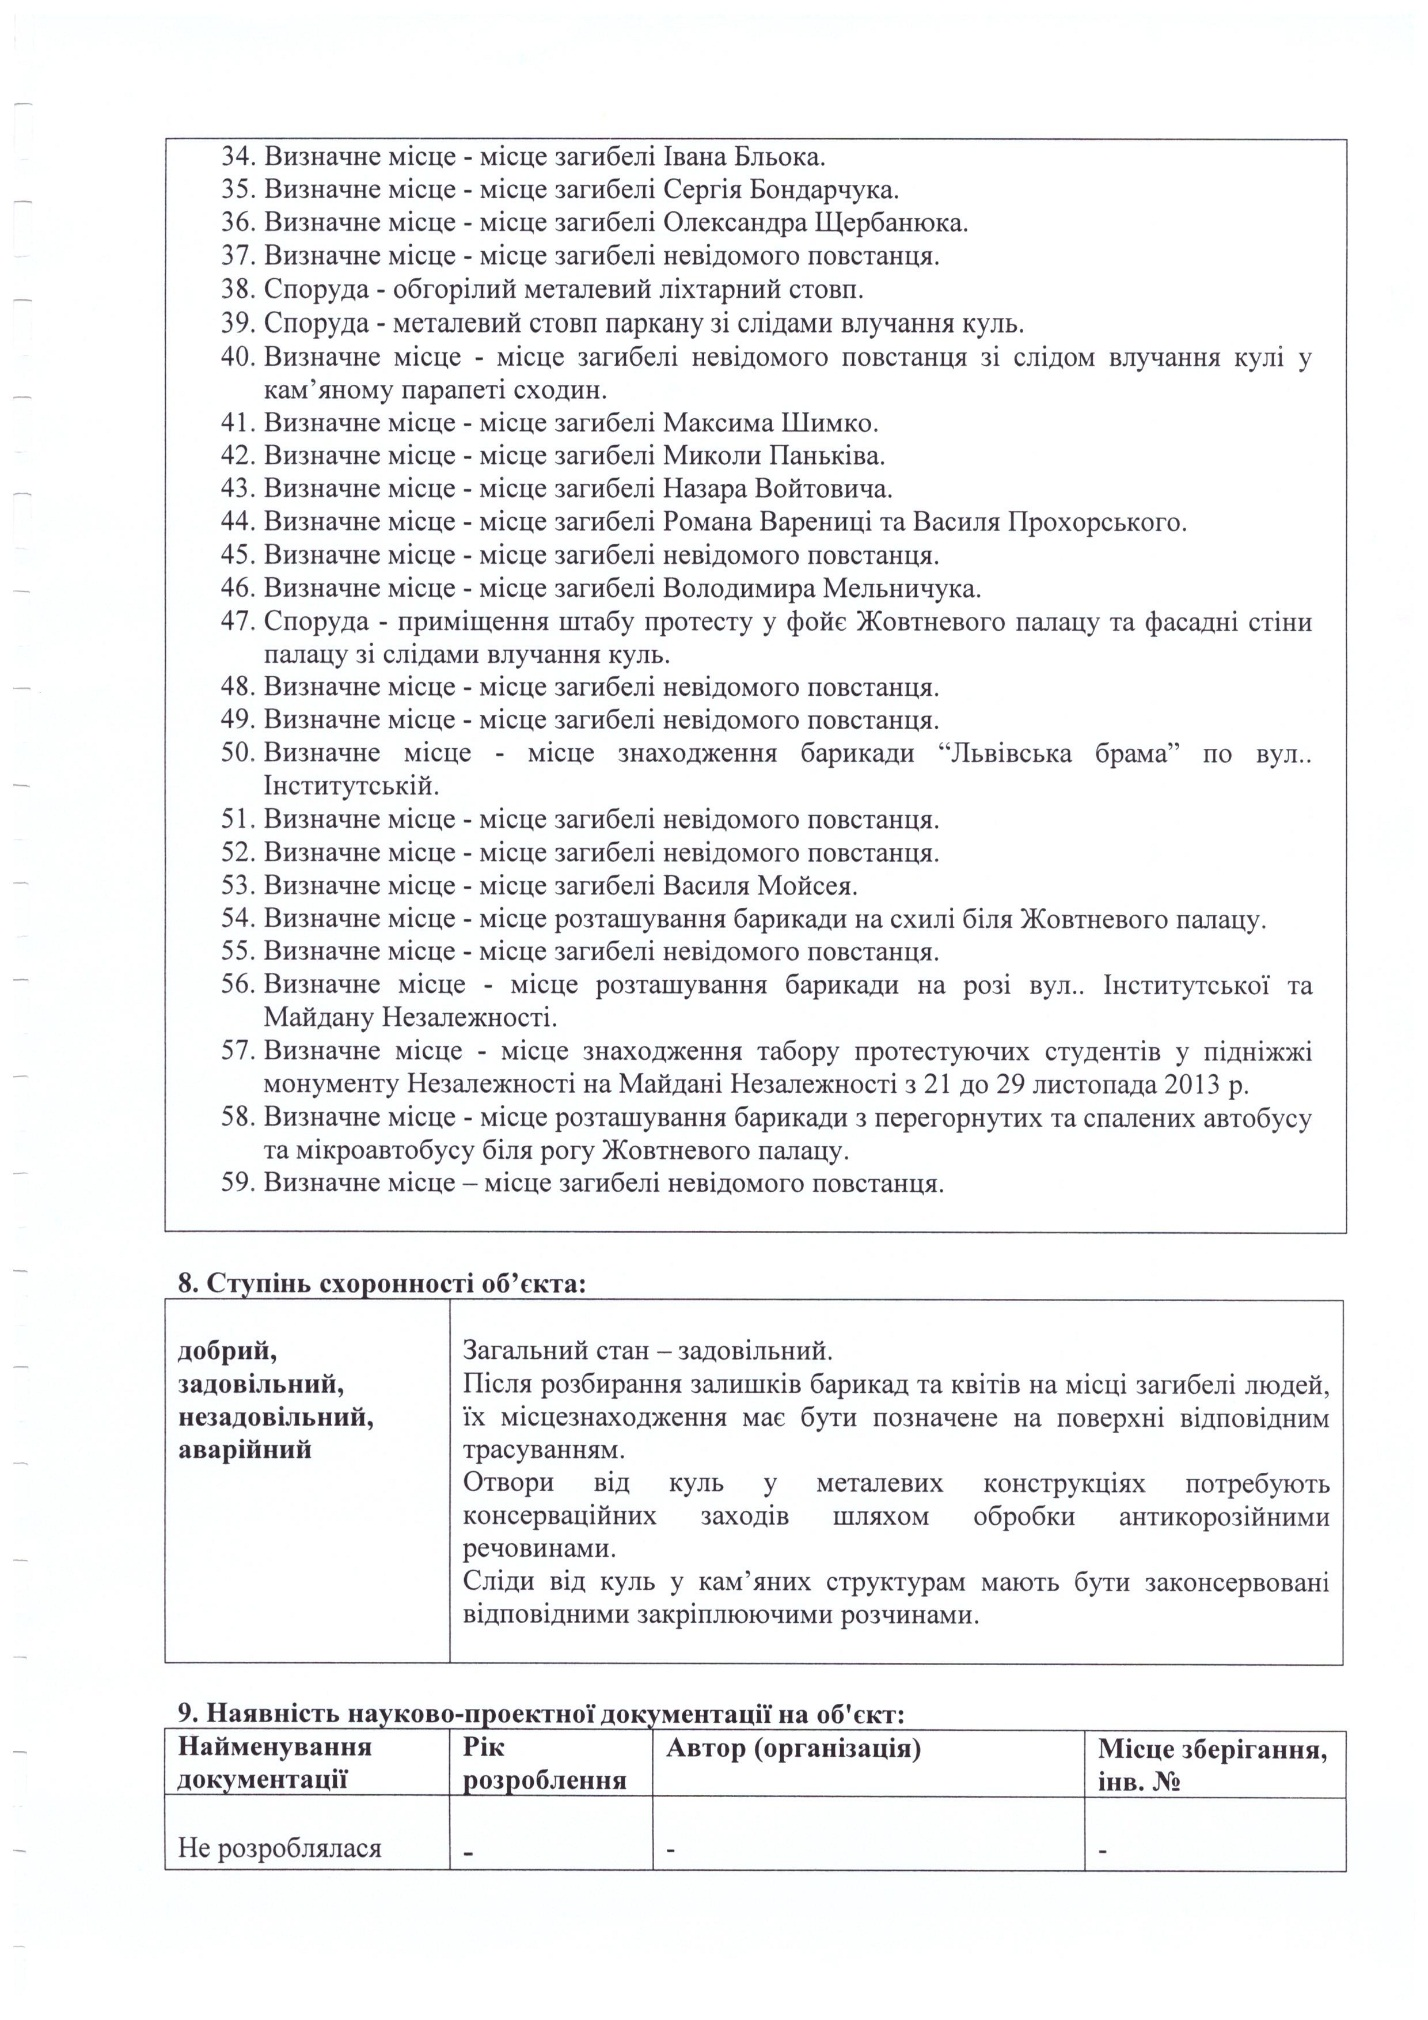 34. Визначне місце - місце загибелі Івана Бльока.
35. Визначне місце - місце загибелі Сергія Бондарчука.
36. Визначне місце - місце загибелі Олександра Щербанюка.
37. Визначне місце - місце загибелі невідомого повстанця.
38. Споруда - обгорілий металевий ліхтарний стовп.
39. Споруда - металевий стовп паркану зі слідами влучання куль.
40. Визначне місце - місце загибелі невідомого повстанця зі слідом влучання кулі у
кам’яному парапеті сходин.
41. Визначне місце - місце загибелі Максима Шимко.
42. Визначне місце - місце загибелі Миколи Паньківа.
43. Визначне місце - місце загибелі Назара Войтовича.
44. Визначне місце - місце загибелі Романа Варениці та Василя Прохорського.
45. Визначне місце - місце загибелі невідомого повстанця.
46. Визначне місце - місце загибелі Володимира Мельничука.
47. Споруда - приміщення штабу протесту у фойє Жовтневого палацу та фасадні стіни
палацу зі слідами влучання куль.
48. Визначне місце - місце загибелі невідомого повстанця.
49. Визначне місце - місце загибелі невідомого повстанця.
50. Визначне місце - місце знаходження барикади “Львівська брама” по вул..
Інститутській.
51. Визначне місце - місце загибелі невідомого повстанця.
52. Визначне місце - місце загибелі невідомого повстанця.
53. Визначне місце - місце загибелі Василя Мойсея.
54. Визначне місце - місце розташування барикади на схилі біля Жовтневого палацу.
55. Визначне місце - місце загибелі невідомого повстанця.
56. Визначне місце - місце розташування барикади на розі вул.. Інститутської та
Майдану Незалежності.
57. Визначне місце - місце знаходження табору протестуючих студентів у підніжжі
монументу Незалежності на Майдані Незалежності з 21 до 29 листопада 2013 р.
58. Визначне місце - місце розташування барикади з перегорнутих та спалених автобусу
та мікроавтобусу біля рогу Жовтневого палацу.
59. Визначне місце – місце загибелі невідомого повстанця.
8. Ступінь схоронності об’єкта:
добрий,
задовільний,
незадовільний,
аварійний
Загальний стан – задовільний.
Після розбирання залишків барикад та квітів на місці загибелі людей,
їх місцезнаходження має бути позначене на поверхні відповідним
трасуванням.
Отвори від куль у металевих конструкціях потребують
консерваційних заходів шляхом обробки антикорозійними
речовинами.
Сліди від куль у кам’яних структурам мають бути законсервовані
відповідними закріплюючими розчинами.
9. Наявність науково-проектної документації на об'єкт:
Найменування
документації
Рік
розроблення
Автор (організація)
Місце зберігання,
інв. №
Не розроблялася
-
-
-